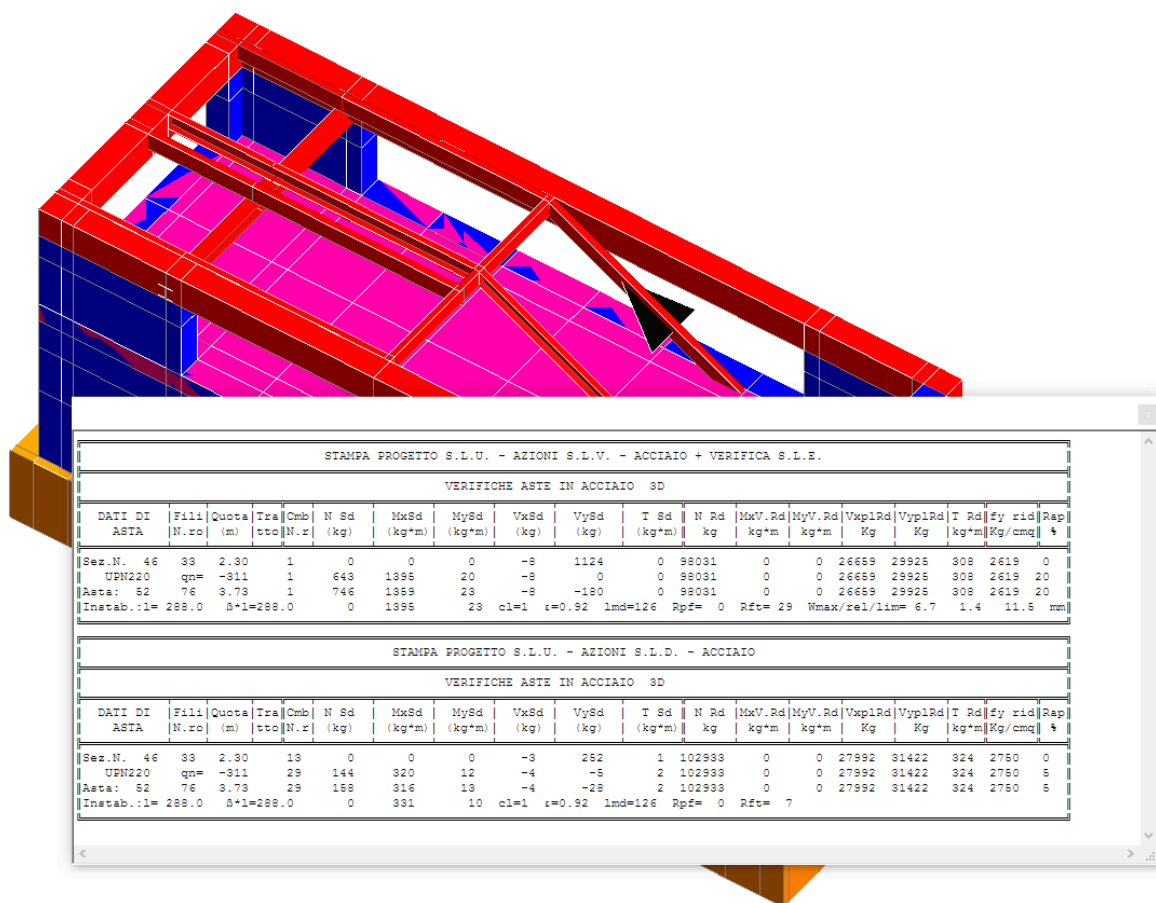 STAMPA PROGETTO S.L.U. - AZIONI S.L.V. - ACCIAIO + VERIFICA S.L.E.
VERIFICHE ASTE IN ACCIAIO 3D
DATI DI |Fili|Quota|Tra|Cmb| N Sd | MxSd | MySd | VxSd | VySd | T Sd | N Rd |MxV.Rd|MyV.Rd|VxplRd|VyplRd|T Rd|fy rid|Rap
ASTA |N.ro| (m) |tto|N.r| (kg) | (kg*m) | (kg*m)| (kg) | (kg) | (kg*m)| kg | kg*m | kg*m | Kg | Kg |kg*m|Kg/cmq| %
Sez.N. 46 33 2.30 1 0 0 -8 1124 0 98031 0 0 26659 29925 308 2619 0
UPN220 qn= -311 1 643 1395 20 -8 0 0 98031 0 0 26659 29925 308 2619 20
Asta: 52 76 3.73 1 746 1359 23 -8 -180 0 98031 0 0 26659 29925 308 2619 20
Instab.:l= 288.0 ß*l=288.0 0 1395 23 cl=1 ε=0.92 lmd=126 Rpf= 0 Rft= 29 Wmax/rel/lim= 6.7 1.4 11.5 mm
STAMPA PROGETTO S.L.U. - AZIONI S.L.D. - ACCIAIO
VERIFICHE ASTE IN ACCIAIO 3D
DATI DI |Fili|Quota|Tra|Cmb| N Sd | MxSd | MySd | VxSd | VySd | T Sd | N Rd |MxV.Rd|MyV.Rd|VxplRd|VyplRd|T Rd|fy rid|Rap
ASTA |N.ro| (m) |tto|N.r| (kg) | (kg*m) | (kg*m)| (kg) | (kg) | (kg*m)| kg | kg*m | kg*m | Kg | Kg |kg*m|Kg/cmq| %
Sez.N. 46 33 2.30 13 0 0 -3 252 1 102933 0 0 27992 31422 324 2750 0
UPN220 qn= -311 29 144 320 12 -4 -5 2 102933 0 0 27992 31422 324 2750 5
Asta: 52 76 3.73 29 158 316 13 -4 -28 2 102933 0 0 27992 31422 324 2750 5
Instab.:l= 288.0 ß*l=288.0 0 331 10 cl=1 ε=0.92 lmd=126 Rpf= 0 Rft= 7